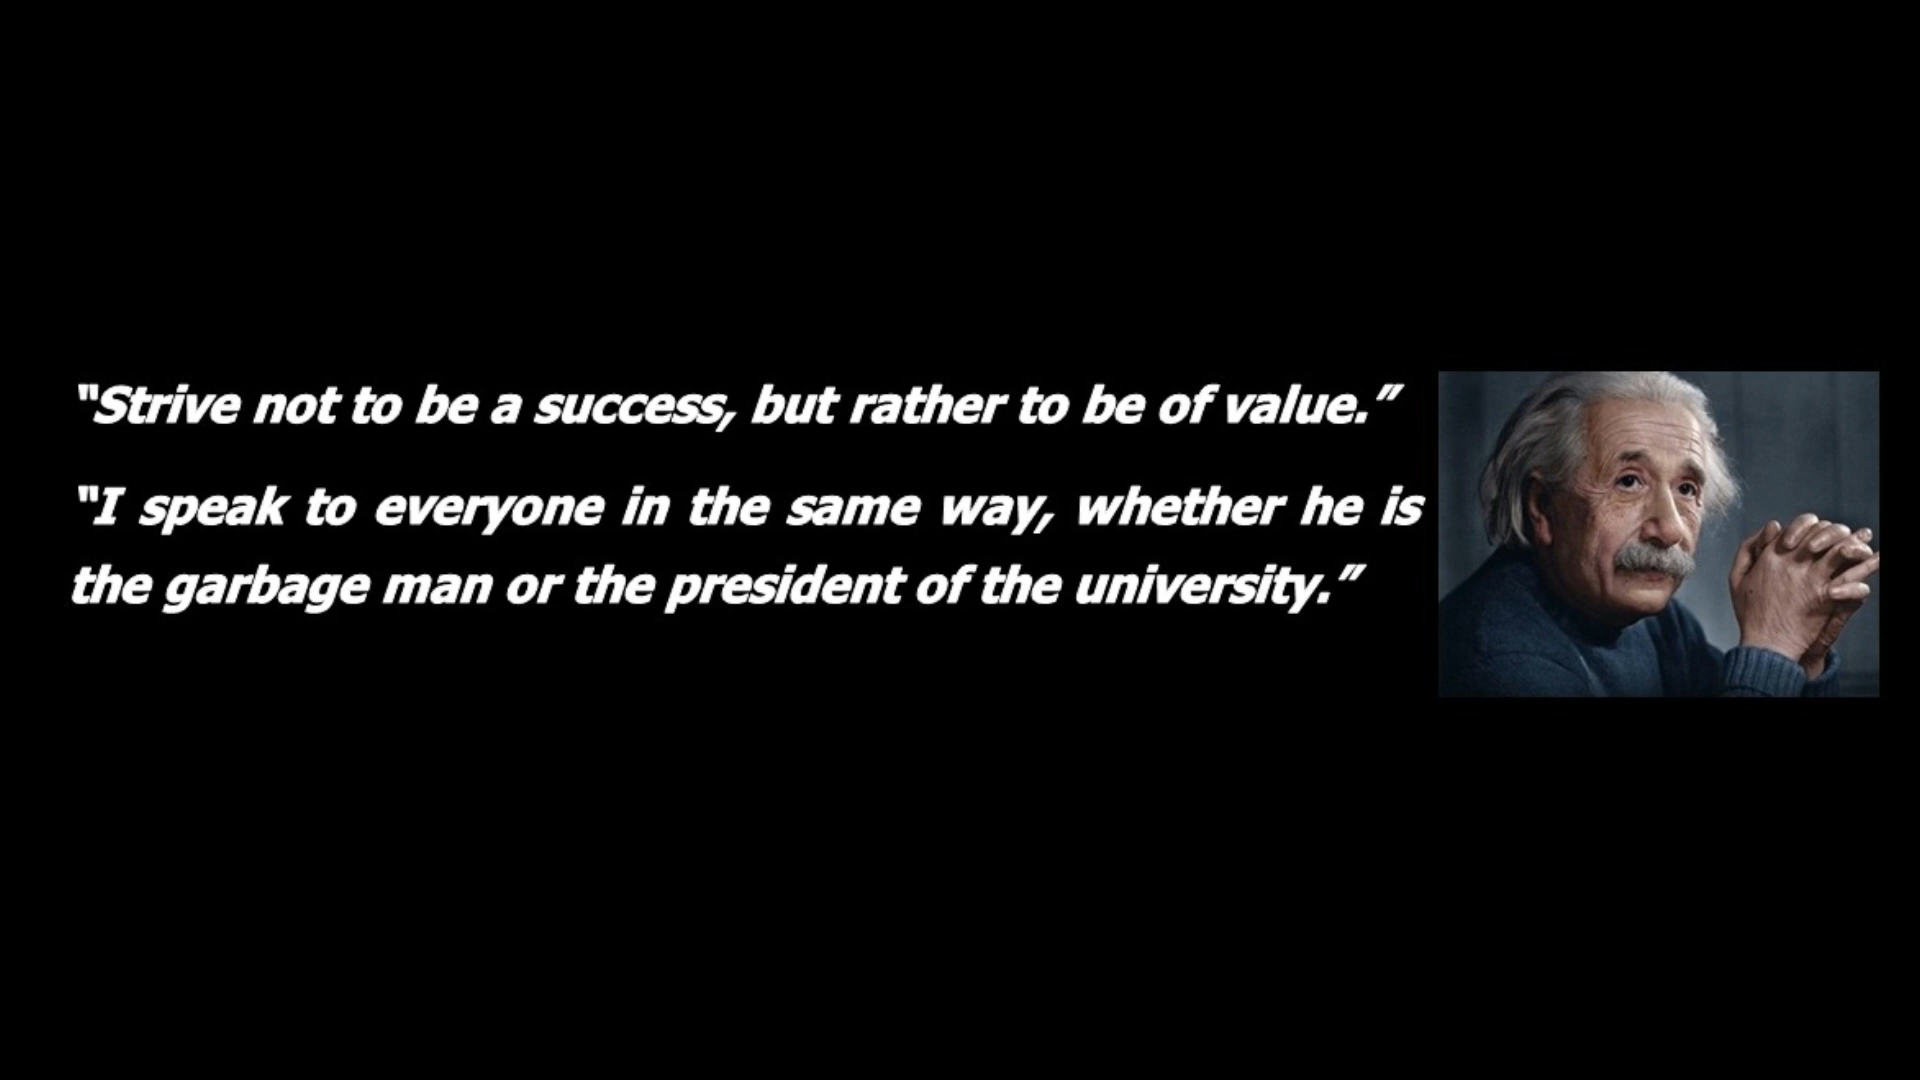 “Strive not to be a success, but rather to be of value.”
“I speak to everyone in the same way, whether he is
the garbage man or the president of the university.”